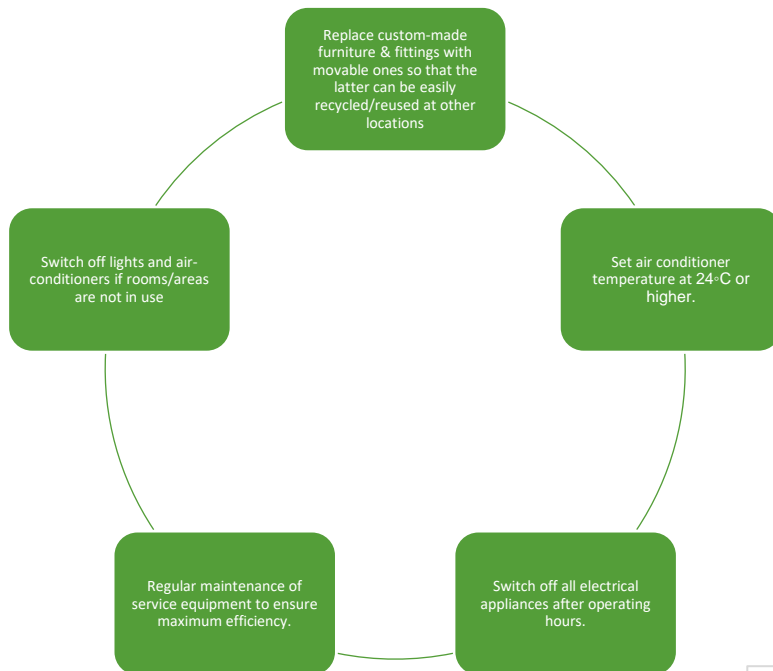 Replace custom-made
furniture & fittings with
movable ones so that the
latter can be easily
recycled/reused at other
locations
Set air conditioner
temperature at 24◦C or
higher.
Switch off all electrical
appliances after operating
hours.
Regular maintenance of
service equipment to ensure
maximum efficiency.
Switch off lights and air-
conditioners if rooms/areas
are not in use